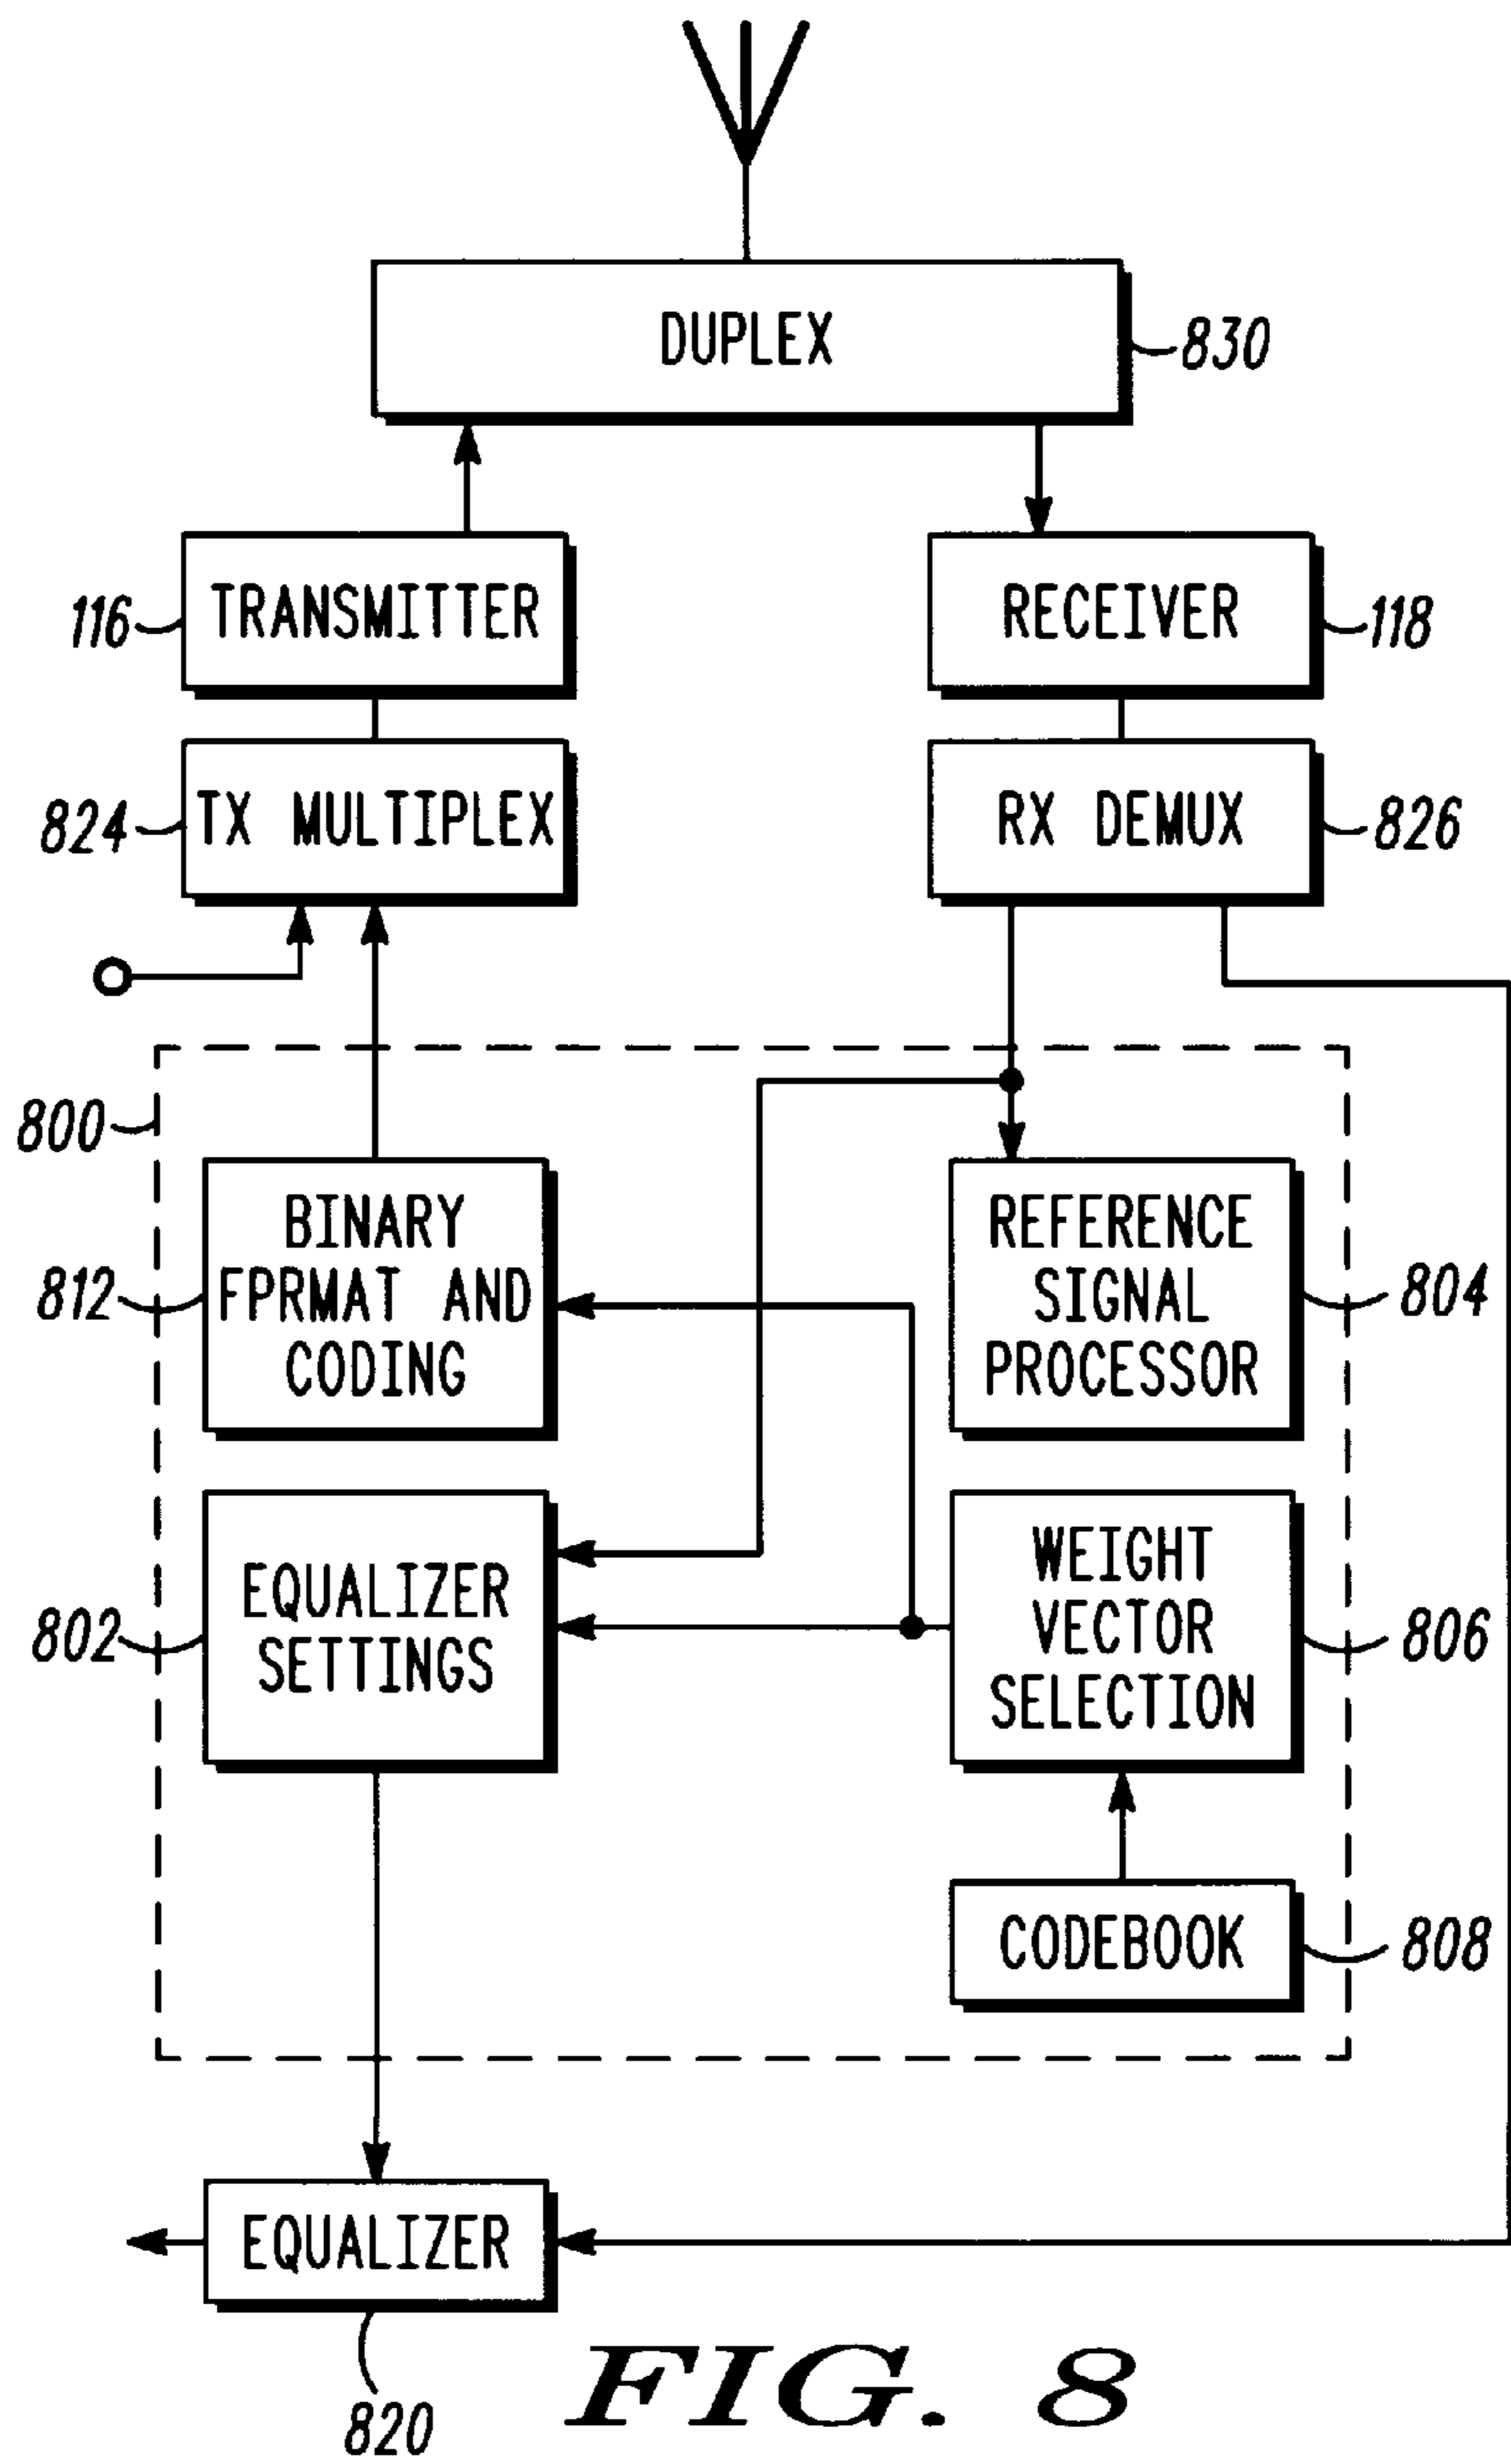 DUPLEX
830
TRANSMITTER
116
RECEIVER
118
TX MULTIPLEX
824
RX DEMUX
826
800
BINARY
FPRMAT AND
CODING
812
REFERENCE
SIGNAL
PROCESSOR
804
EQUALIZER
SETTINGS
802
WEIGHT
VECTOR
SELECTION
806
CODEBOOK
808
EQUALIZER
820
FIG. 8